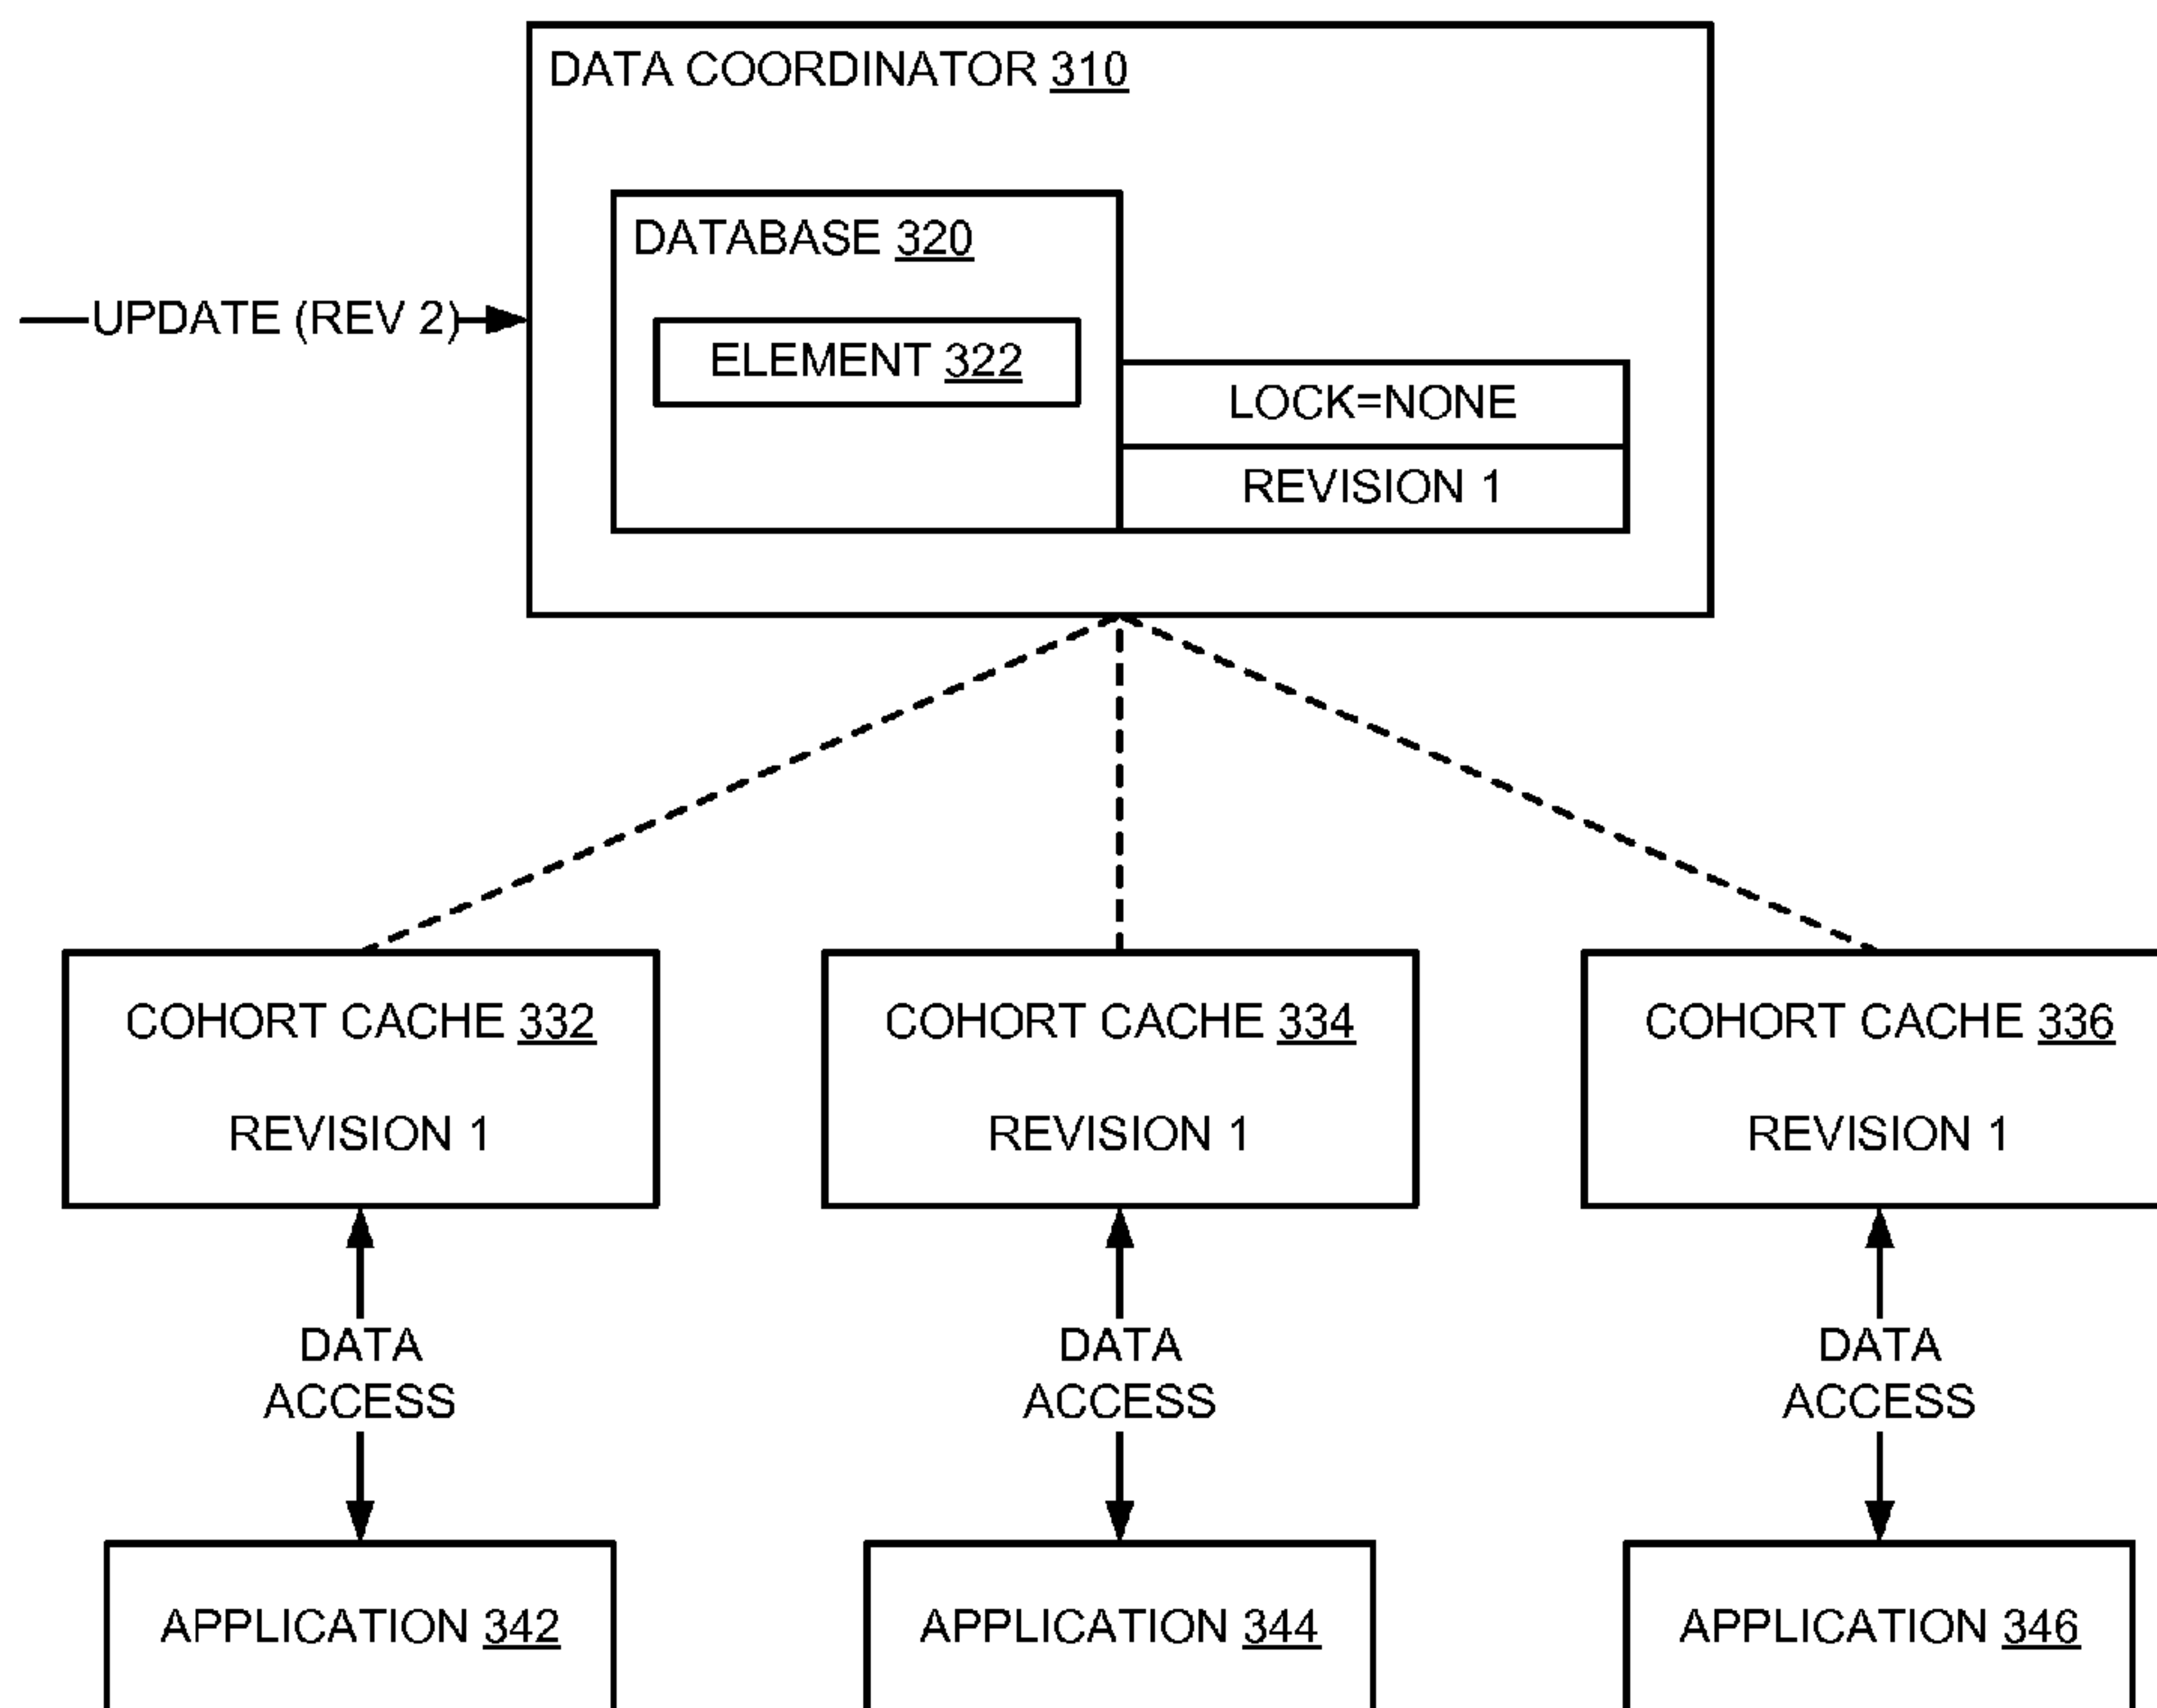 DATA COORDINATOR 310
DATABASE 320
UPDATE (REV 2)
ELEMENT 322
LOCK=NONE
REVISION 1
COHORT CACHE 332
REVISION 1
COHORT CACHE 334
REVISION 1
COHORT CACHE 336
REVISION 1
DATA
ACCESS
DATA
ACCESS
DATA
ACCESS
APPLICATION 342
APPLICATION 344
APPLICATION 346